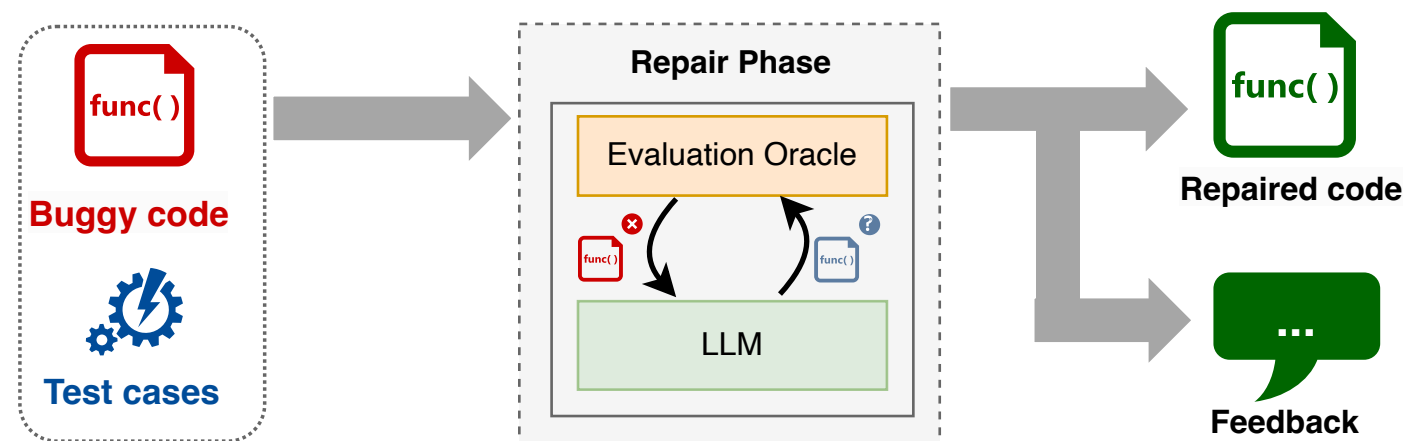 func( )
Buggy code
Test cases
Repair Phase
Evaluation Oracle
func( )
?
func( )
LLM
func( )
Repaired code
...
Feedback